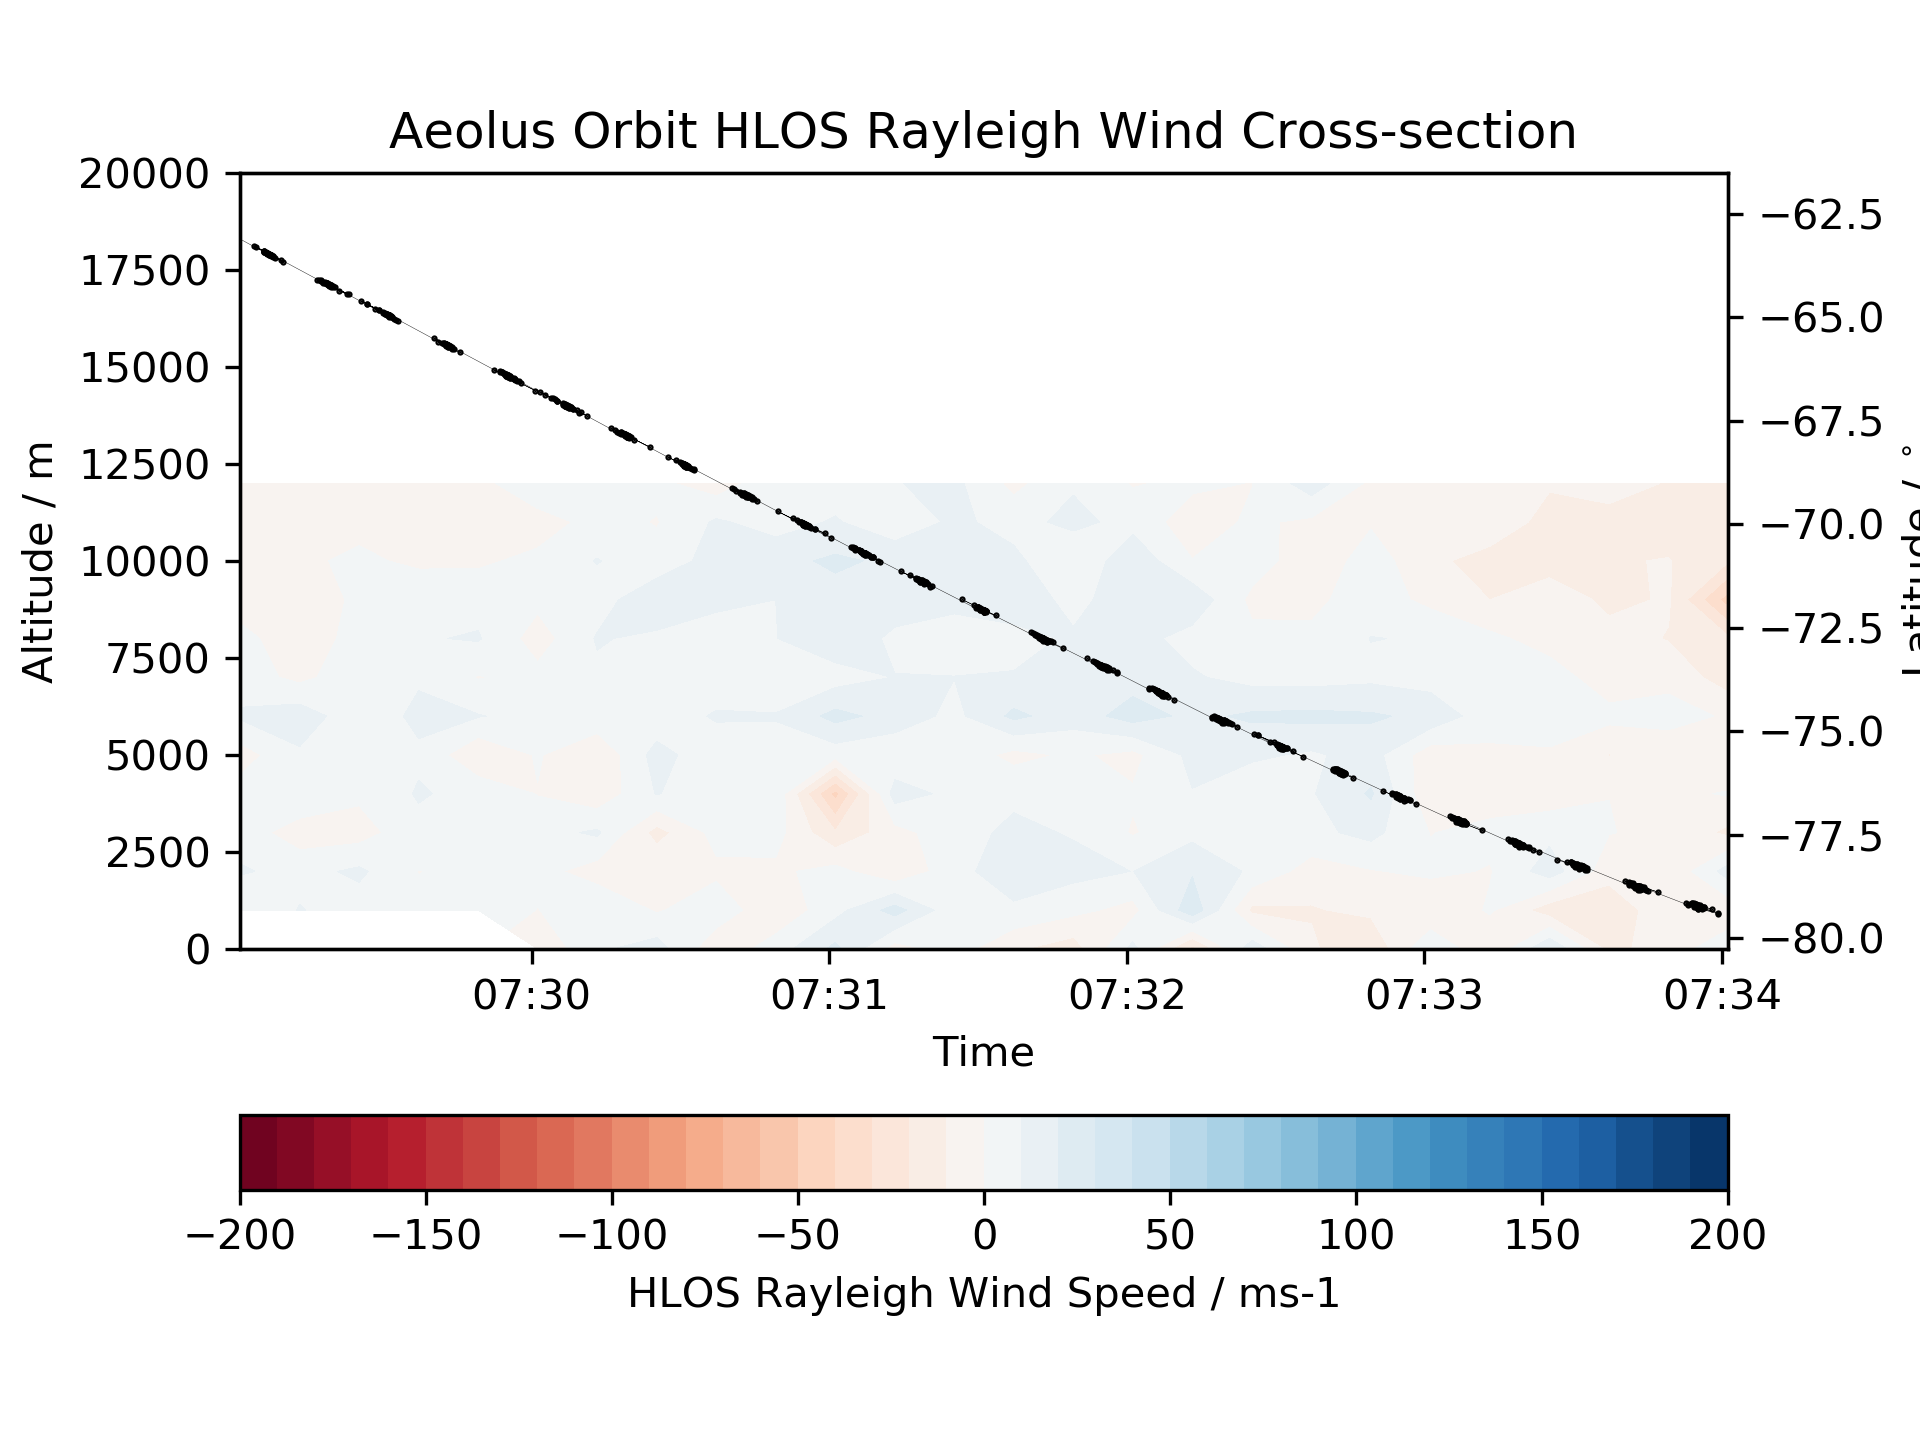 Aeolus Orbit HLOS Rayleigh Wind Cross-section
20000
17500
15000
12500
10000
7500
5000
2500
0
Altitude / m
−62.5
−65.0
−67.5
−70.0
−72.5
−75.0
−77.5
−80.0
Latitude / °
07:30 07:31 07:32 07:33 07:34
Time
−200 −150 −100 −50 0 50 100 150 200
HLOS Rayleigh Wind Speed / ms-1